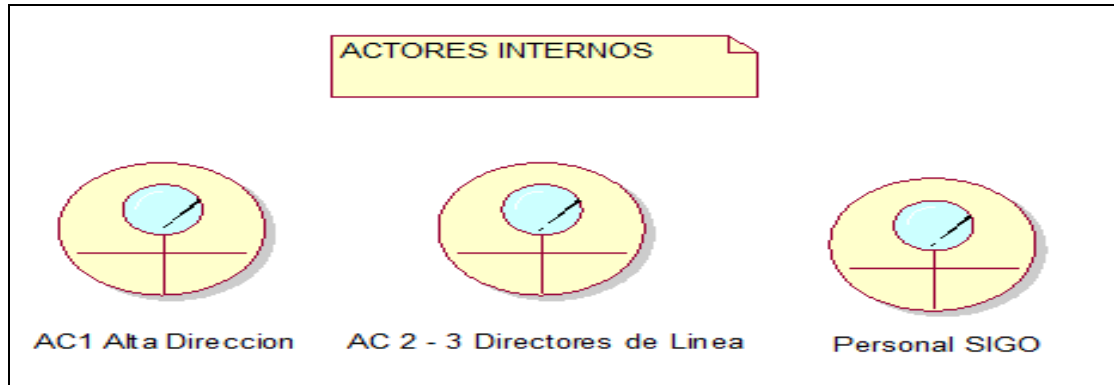 ACTORES INTERNOS
AC1 Alta Direccion
AC 2 - 3 Directores de Linea
Personal SIGO